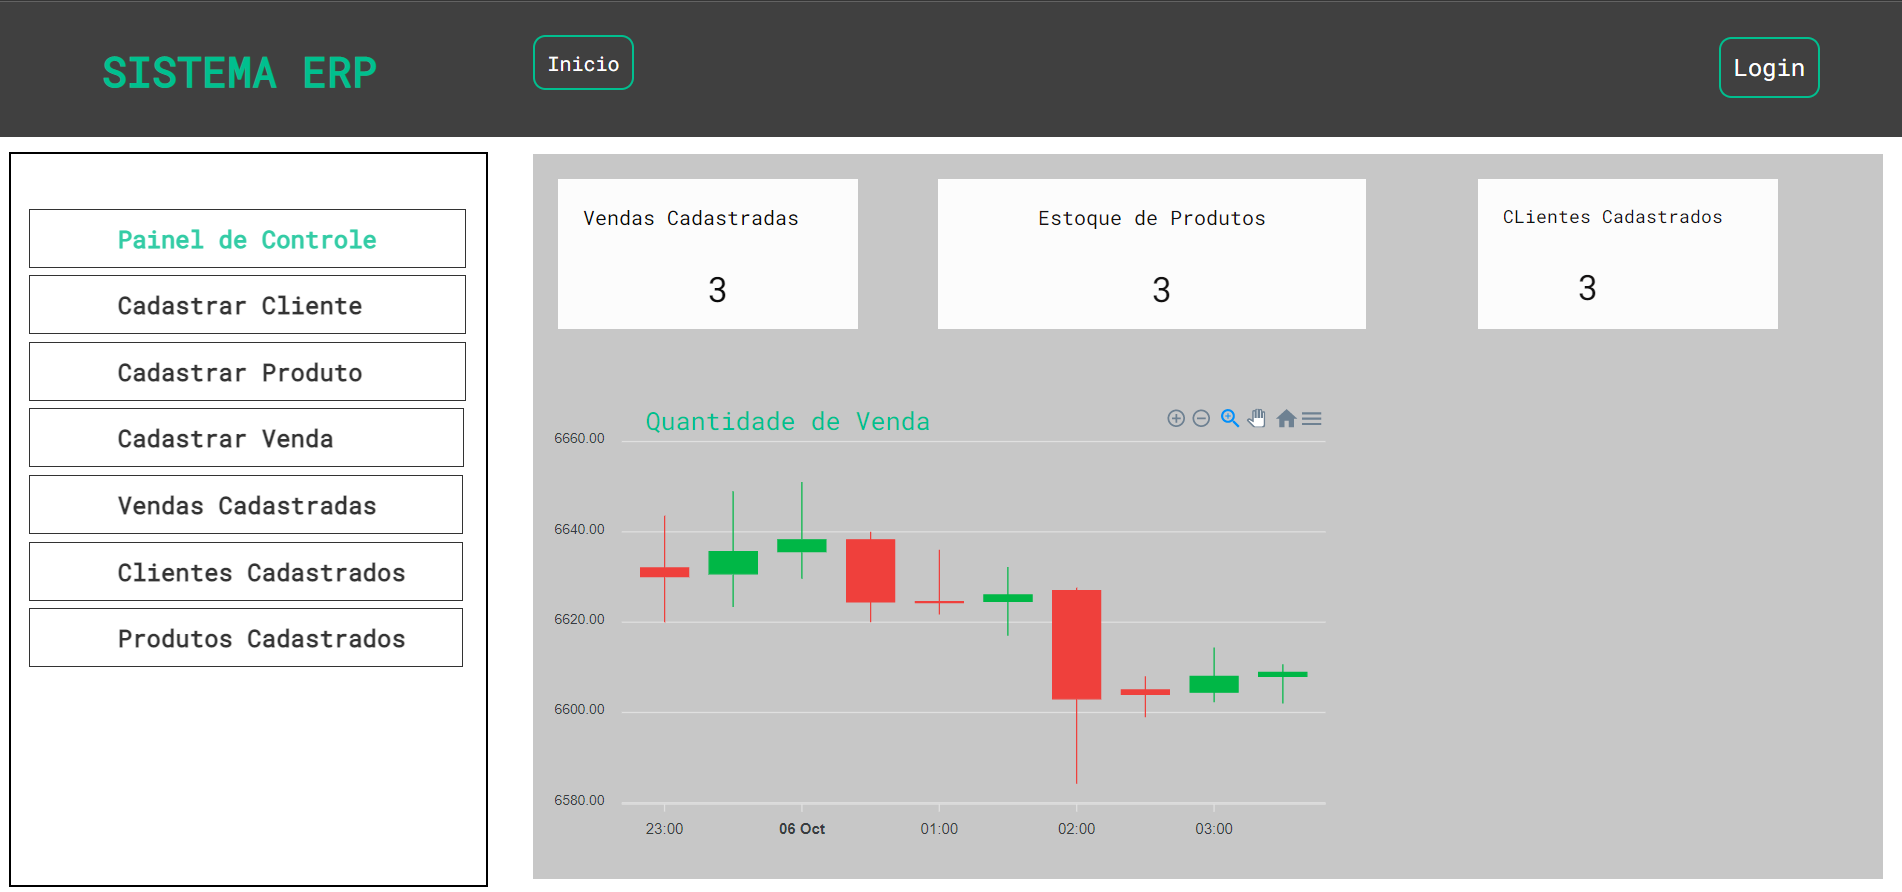 SISTEMA ERP
Inicio
Login
Painel de Controle
Cadastrar Cliente
Cadastrar Produto
Cadastrar Venda
Vendas Cadastradas
Clientes Cadastrados
Produtos Cadastrados
Vendas Cadastradas
3
Estoque de Produtos
3
CLientes Cadastrados
3
Quantidade de Venda
6660.00
6640.00
6620.00
6600.00
6580.00
23:00 06 Oct 01:00 02:00 03:00